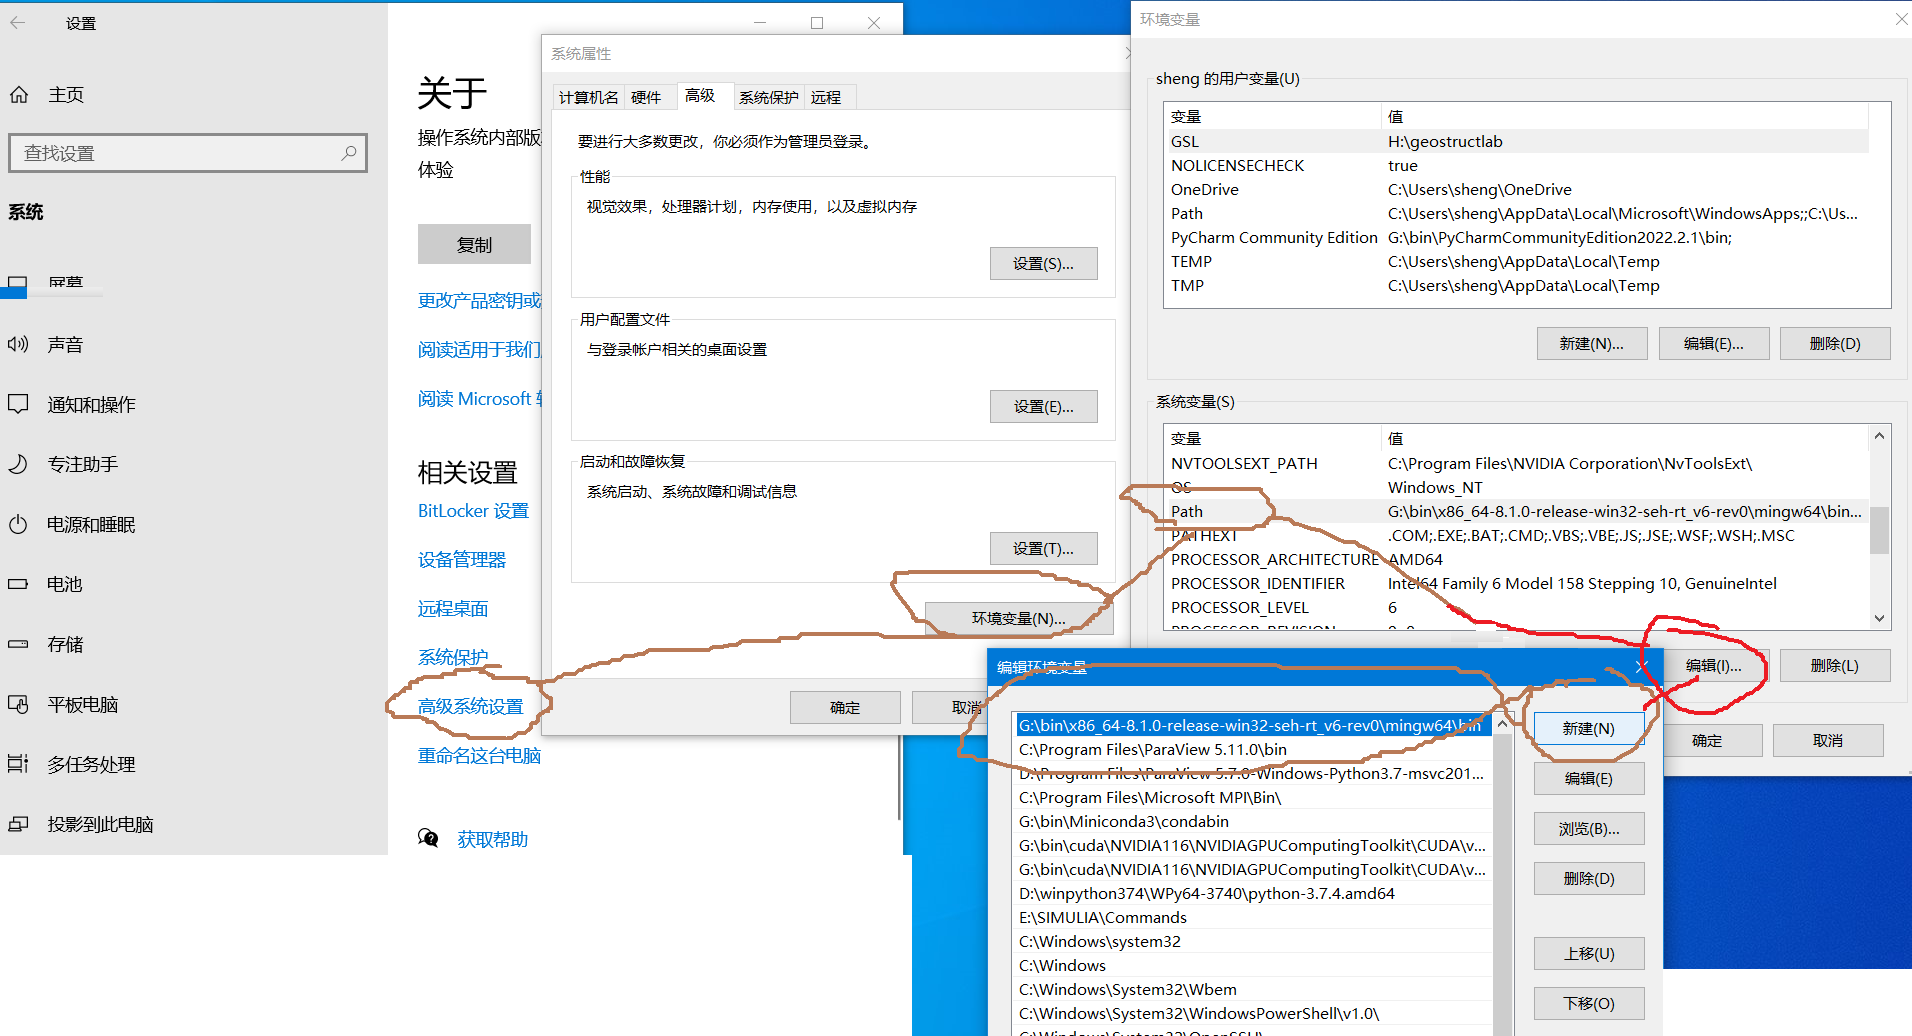 设置
主页
查找设置
系统
屏幕
声音
通知和操作
专注助手
电源和睡眠
电池
存储
平板电脑
多任务处理
投影到此电脑
关于
操作系统内部版
体验
复制
更改产品密钥或
阅读适用于我们
阅读 Microsoft 软
相关设置
BitLocker 设置
设备管理器
远程桌面
系统保护
高级系统设置
重命名这台电脑
获取帮助
系统属性
计算机名 硬件 高级 系统保护 远程
要进行大多数更改，你必须作为管理员登录。
性能
视觉效果，处理器计划，内存使用，以及虚拟内存
设置(S)...
用户配置文件
与登录帐户相关的桌面设置
设置(E)...
启动和故障恢复
系统启动、系统故障和调试信息
设置(T)...
环境变量(N)...
确定 取消
环境变量
sheng 的用户变量(U)
变量 值
GSL H:\geostructlab
NOLICENSECHECK true
OneDrive C:\Users\sheng\OneDrive
Path C:\Users\sheng\AppData\Local\Microsoft\WindowsApps;;C:\Us...
PyCharm Community Edition G:\bin\PyCharmCommunityEdition2022.2.1\bin;
TEMP C:\Users\sheng\AppData\Local\Temp
TMP C:\Users\sheng\AppData\Local\Temp
新建(N)... 编辑(E)... 删除(D)
系统变量(S)
变量 值
NVTOOLSEXT_PATH C:\Program Files\NVIDIA Corporation\NvToolsExt\
OS Windows_NT
Path G:\bin\x86_64-8.1.0-release-win32-seh-rt_v6-rev0\mingw64\bin...
PATHEXT .COM;.EXE;.BAT;.CMD;.VBS;.VBE;.JS;.JSE;.WSF;.WSH;.MSC
PROCESSOR_ARCHITECTURE AMD64
PROCESSOR_IDENTIFIER Intel64 Family 6 Model 158 Stepping 10, GenuineIntel
PROCESSOR_LEVEL 6
PROCESSOR_REVISION
编辑(I)... 删除(L)
确定 取消
编辑环境变量
G:\bin\x86_64-8.1.0-release-win32-seh-rt_v6-rev0\mingw64\bin
C:\Program Files\ParaView 5.11.0\bin
D:\Program Files\ParaView 5.7.0-Windows-Python3.7-msvc201...
C:\Program Files\Microsoft MPI\Bin\
G:\bin\Miniconda3\condabin
G:\bin\cuda\NVIDIA116\NVIDIAGPUComputingToolkit\CUDA\v...
G:\bin\cuda\NVIDIA116\NVIDIAGPUComputingToolkit\CUDA\v...
D:\winpython374\WPy64-3740\python-3.7.4.amd64
E:\SIMULIA\Commands
C:\Windows\system32
C:\Windows
C:\Windows\System32\Wbem
C:\Windows\System32\WindowsPowerShell\v1.0\
C:\Windows\System32\OpenSSH\
新建(N)
编辑(E)
浏览(B)...
删除(D)
上移(U)
下移(O)